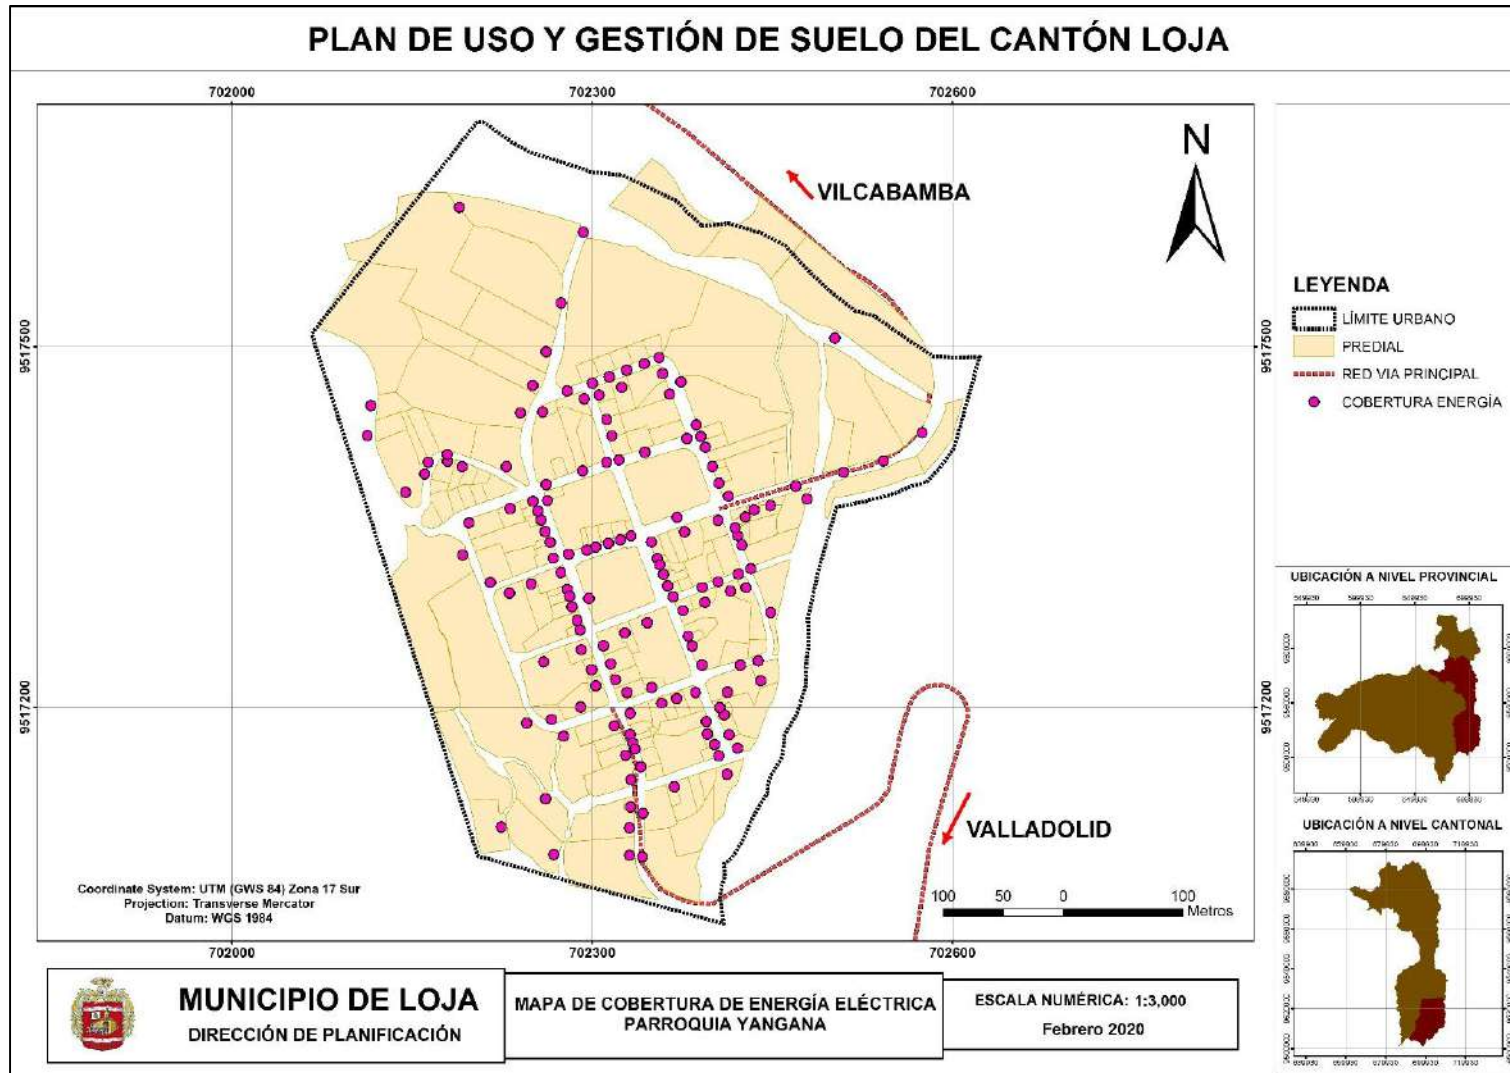 PLAN DE USO Y GESTIÓN DE SUELO DEL CANTÓN LOJA
702000
702300
702600
N
VILCABAMBA
9517500
9517500
LEYENDA
LÍMITE URBANO
PREDIAL
RED VIA PRINCIPAL
COBERTURA ENERGÍA
9517200
9517200
VALLADOLID
100 50 0 100
Metros
Coordinate System: UTM (GWS 84) Zona 17 Sur
Projection: Transverse Mercator
Datum: WGS 1984
702000
702300
702600
UBICACIÓN A NIVEL PROVINCIAL
UBICACIÓN A NIVEL CANTONAL
MUNICIPIO DE LOJA
DIRECCIÓN DE PLANIFICACIÓN
MAPA DE COBERTURA DE ENERGÍA ELÉCTRICA
PARROQUIA YANGANA
ESCALA NUMÉRICA: 1:3,000
Febrero 2020